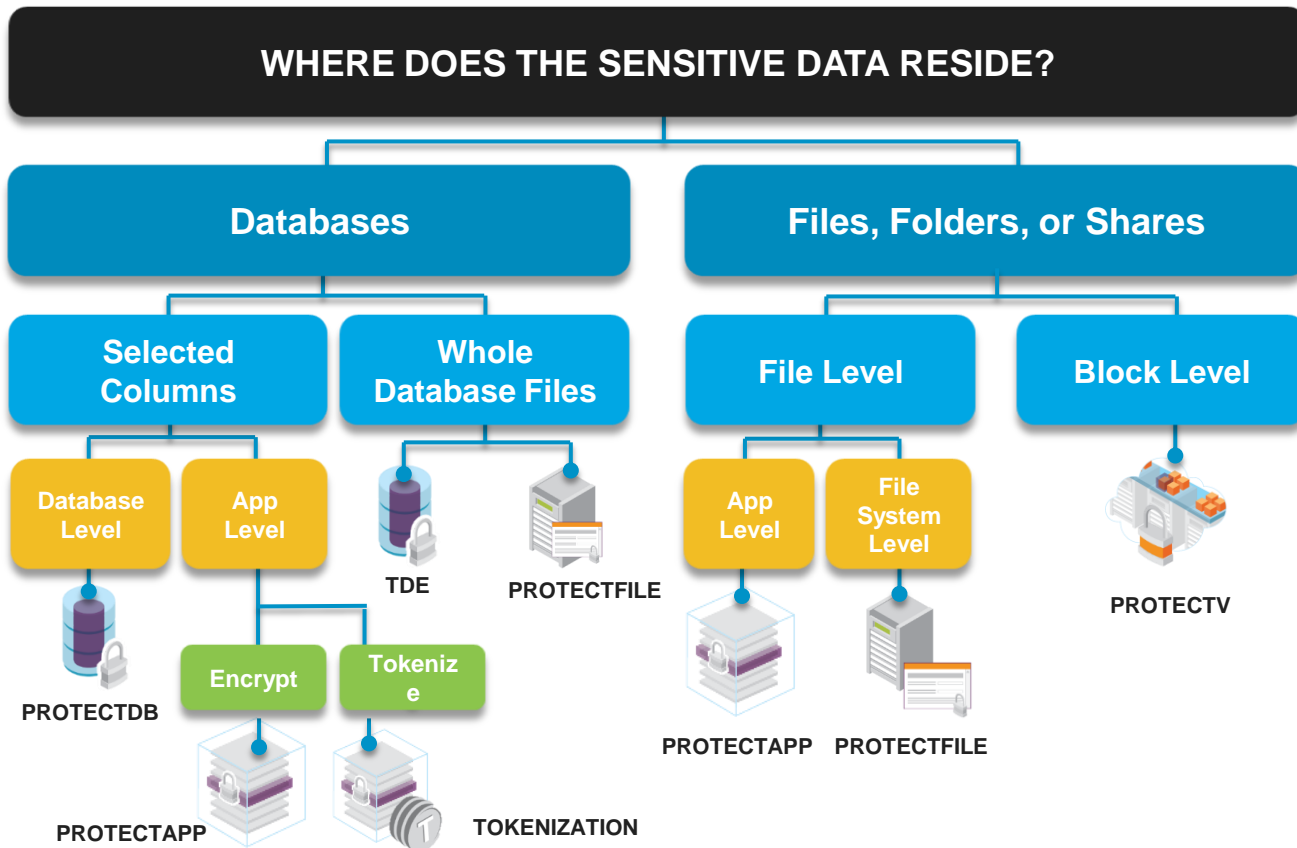 WHERE DOES THE SENSITIVE DATA RESIDE?
Databases
Files, Folders, or Shares
Selected
Columns
Whole
Database Files
File Level
Block Level
Database
Level
App
Level
TDE
PROTECTFILE
App
Level
File
System
Level
PROTECTV
PROTECTDB
Encrypt
Tokeniz
e
PROTECTAPP
PROTECTFILE
PROTECTAPP
T
TOKENIZATION